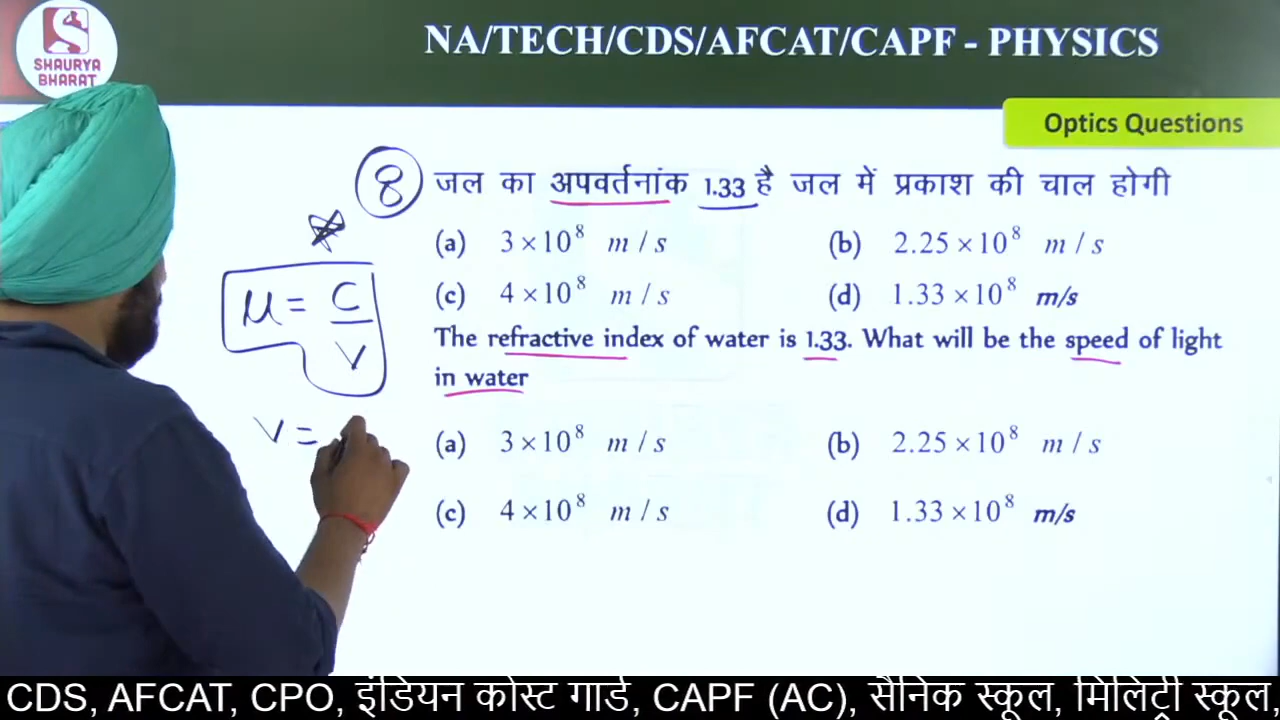 SHAURYA
BHARAT
NA/TECH/CDS/AFCAT/CAPF - PHYSICS
Optics Questions
8 जल का अपवर्तनांक 1.33 है जल में प्रकाश की चाल होगी
(a) 3×10⁸ m / s (b) 2.25×10⁸ m / s
(c) 4×10⁸ m / s (d) 1.33×10⁸ m/s
μ = C/V
The refractive index of water is 1.33. What will be the speed of light
in water
V =
(a) 3×10⁸ m / s (b) 2.25×10⁸ m / s
(c) 4×10⁸ m / s (d) 1.33×10⁸ m/s
CDS, AFCAT, CPO, इंडियन कोस्ट गार्ड, CAPF (AC), सैनिक स्कूल, मिलिट्री स्कूल,